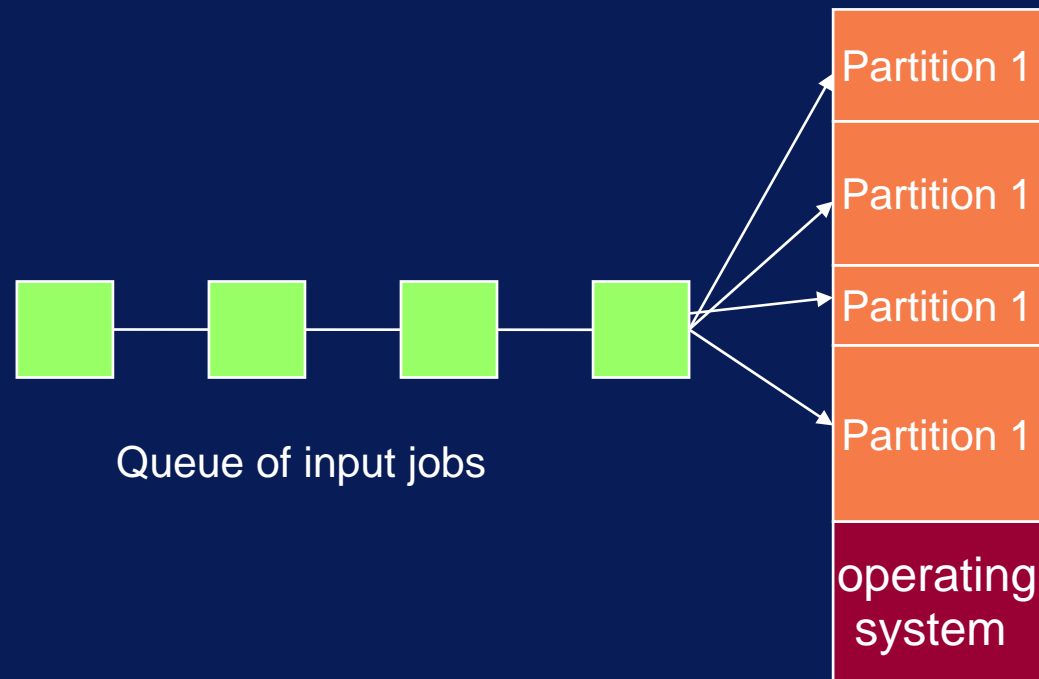 Partition 1
Partition 1
Partition 1
Partition 1
Queue of input jobs
operating
system